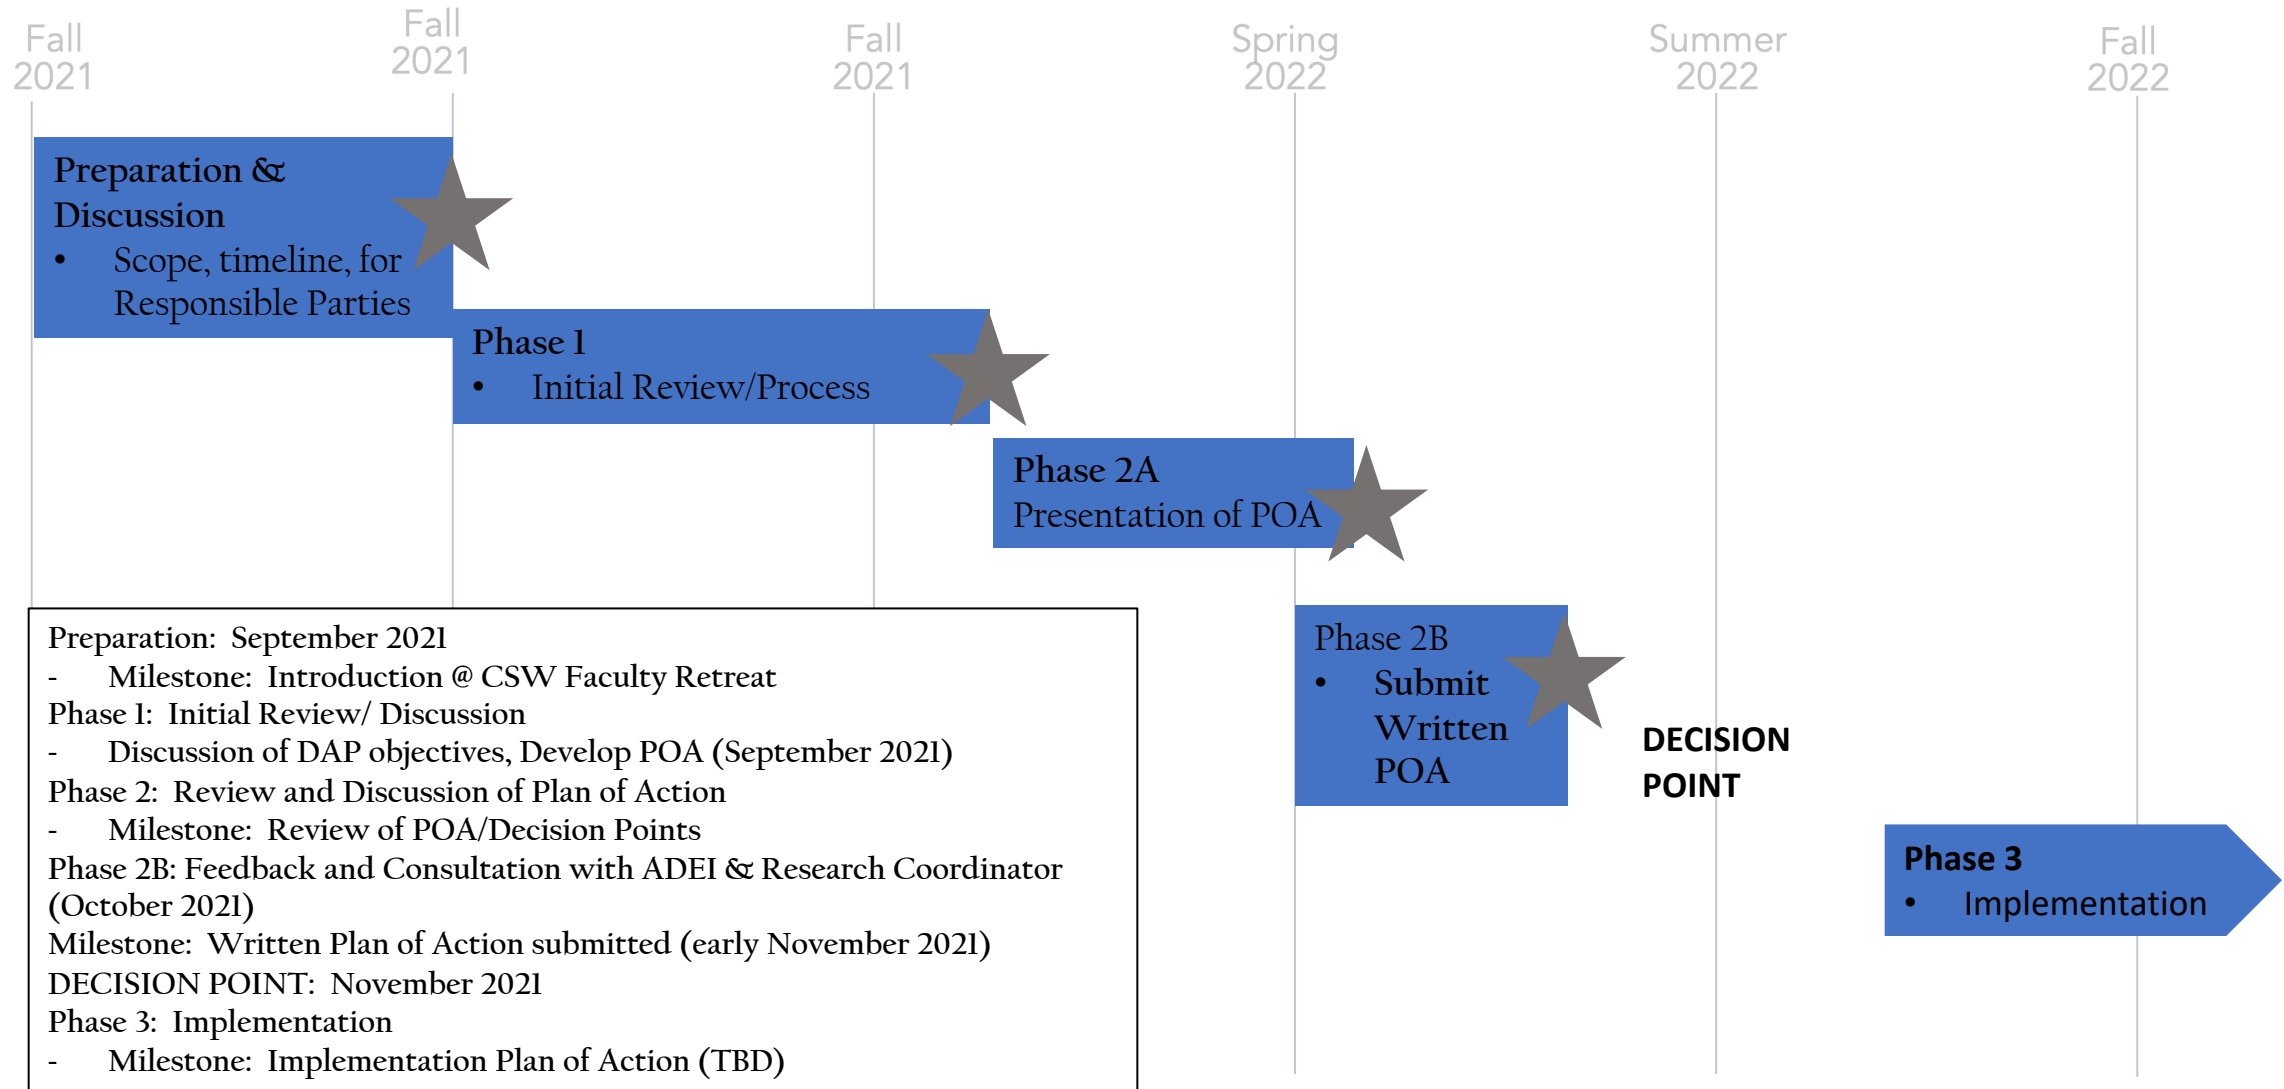 Fall
2021
Fall
2021
Fall
2021
Spring
2022
Summer
2022
Fall
2022
Preparation &
Discussion
• Scope, timeline, for
Responsible Parties
Phase 1
• Initial Review/Process
Phase 2A
Presentation of POA
Phase 2B
• Submit
Written
POA
DECISION
POINT
Phase 3
• Implementation
Preparation: September 2021
- Milestone: Introduction @ CSW Faculty Retreat
Phase 1: Initial Review/ Discussion
- Discussion of DAP objectives, Develop POA (September 2021)
Phase 2: Review and Discussion of Plan of Action
- Milestone: Review of POA/Decision Points
Phase 2B: Feedback and Consultation with ADEI & Research Coordinator
(October 2021)
Milestone: Written Plan of Action submitted (early November 2021)
DECISION POINT: November 2021
Phase 3: Implementation
- Milestone: Implementation Plan of Action (TBD)